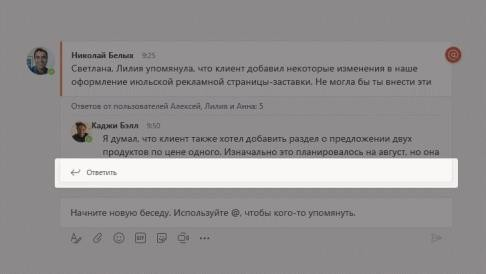 Николай Белых 9:25
Светлана, Лилия упомянула, что клиент добавил некоторые изменения в наше
оформление июльской рекламной страницы-заставки. Не могла бы ты внести эти
Ответов от пользователей Алексей, Лилия и Анна: 5
Каджи Бэлл 9:50
Я думал, что клиент также хотел добавить раздел о предложении двух
продуктов по цене одного. Изначально это планировалось на август, но она
Ответить
Начните новую беседу. Используйте @, чтобы кого-то упомянуть.
GIF